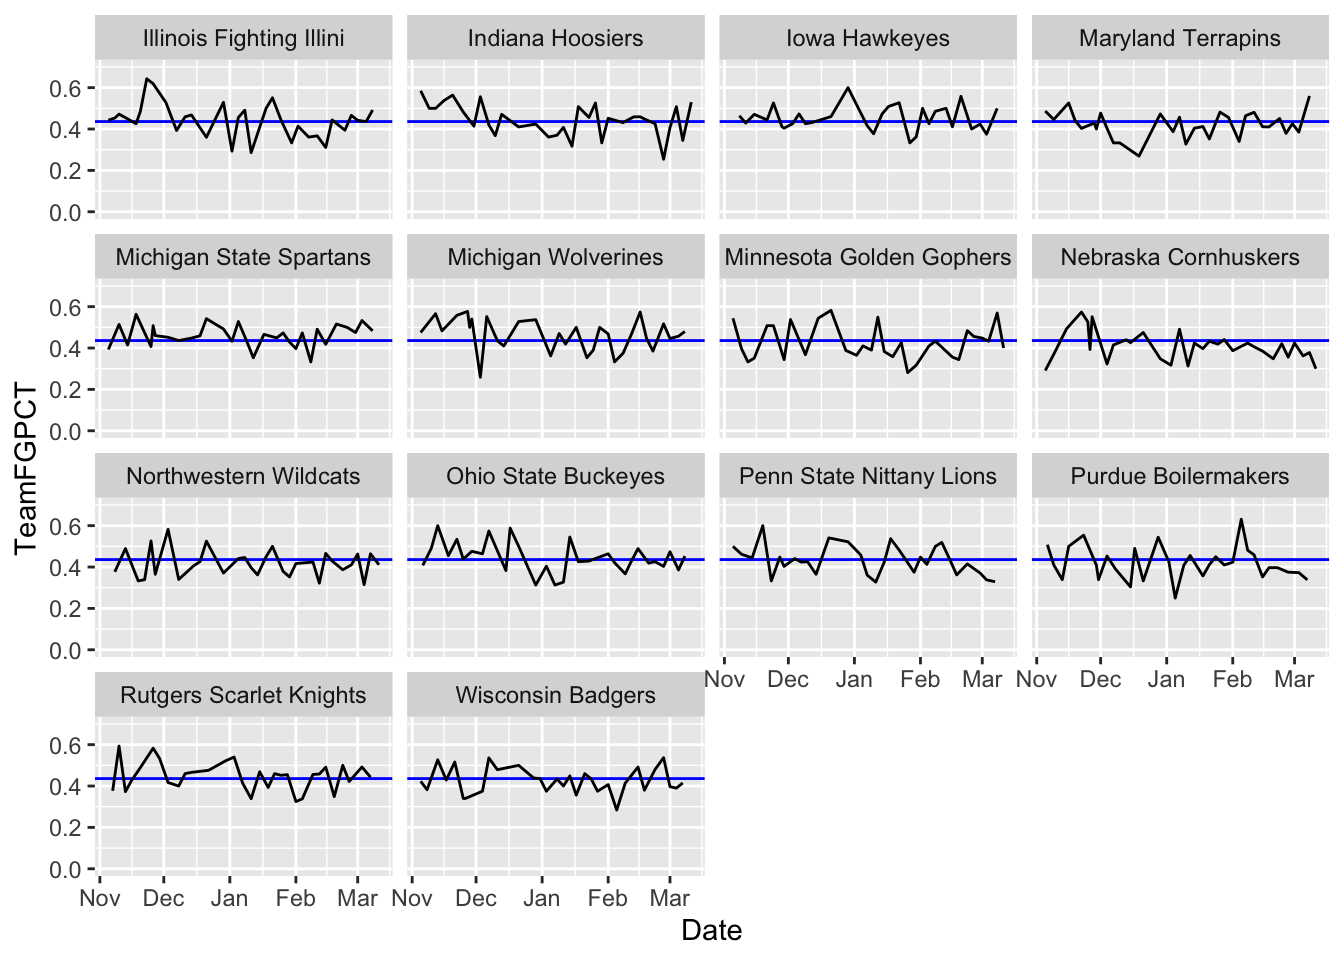 Illinois Fighting Illini Indiana Hoosiers Iowa Hawkeyes Maryland Terrapins
0.6
0.4
0.2
0.0
Michigan State Spartans Michigan Wolverines Minnesota Golden Gophers Nebraska Cornhuskers
0.6
0.4
0.2
0.0
TeamFGPCT
Northwestern Wildcats Ohio State Buckeyes Penn State Nittany Lions Purdue Boilermakers
0.6
0.4
0.2
0.0
Nov Dec Jan Feb Mar Nov Dec Jan Feb Mar
Rutgers Scarlet Knights Wisconsin Badgers
0.6
0.4
0.2
0.0
Nov Dec Jan Feb Mar Nov Dec Jan Feb Mar
Date